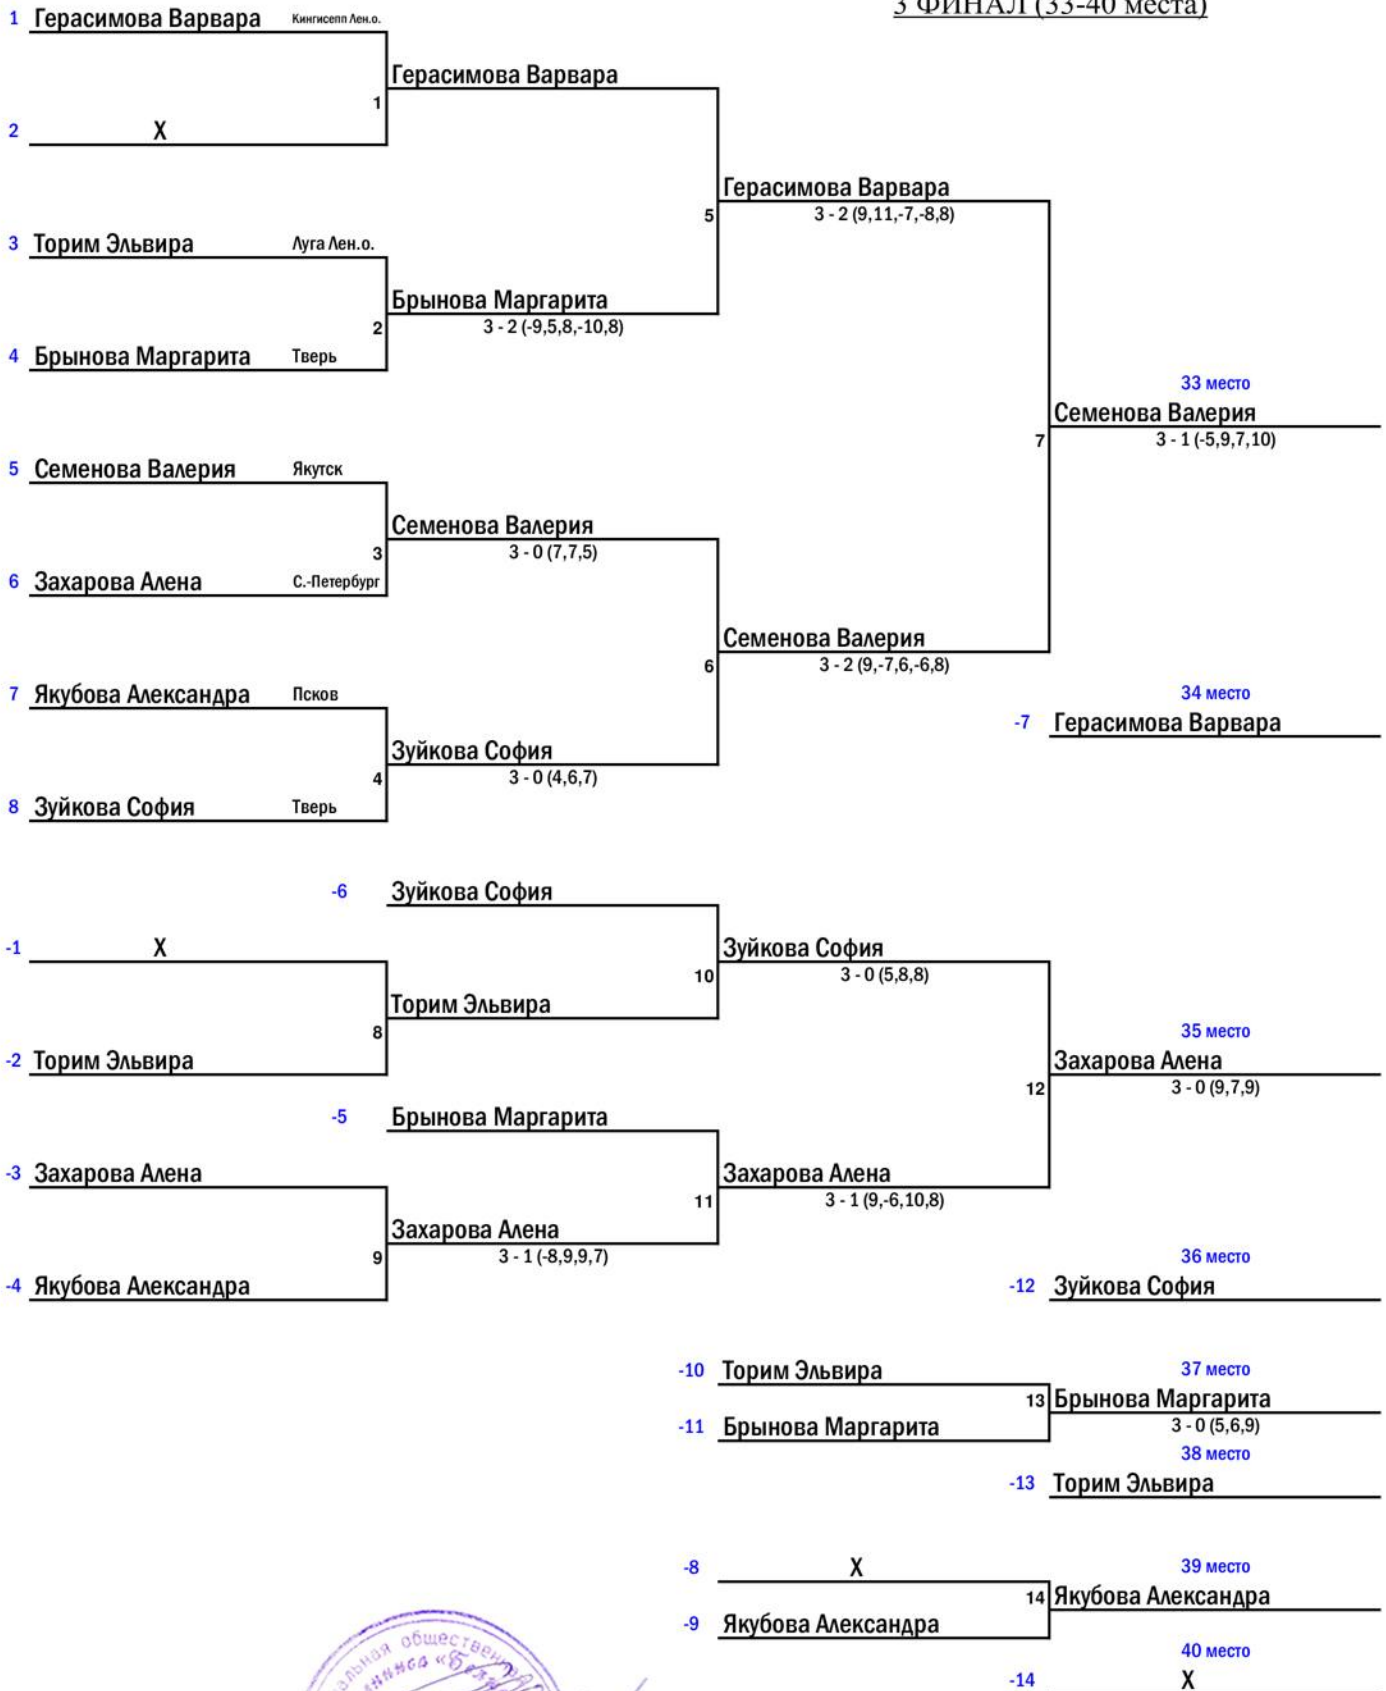 3 ФИНАЛ (33-40 места)
1 Герасимова Варвара Кингисепп Лен.о.
Герасимова Варвара
1
2 X
Герасимова Варвара
5 3 - 2 (9,11,-7,-8,8)
3 Торим Эльвира Луга Лен.о.
Брынова Маргарита
2 3 - 2 (-9,5,8,-10,8)
4 Брынова Маргарита Тверь
33 место
Семенова Валерия
7 3 - 1 (-5,9,7,10)
5 Семенова Валерия Якутск
Семенова Валерия
3 3 - 0 (7,7,5)
6 Захарова Алена С.-Петербург
Семенова Валерия
6 3 - 2 (9,-7,6,-6,8)
7 Якубова Александра Псков
34 место
-7 Герасимова Варвара
Зуйкова София
4 3 - 0 (4,6,7)
8 Зуйкова София Тверь
-6 Зуйкова София
-1 X
Зуйкова София
10 3 - 0 (5,8,8)
Торим Эльвира
8
-2 Торим Эльвира
35 место
Захарова Алена
12 3 - 0 (9,7,9)
-5 Брынова Маргарита
-3 Захарова Алена
Захарова Алена
11 3 - 1 (9,-6,10,8)
Захарова Алена
9 3 - 1 (-8,9,9,7)
-4 Якубова Александра
36 место
-12 Зуйкова София
-10 Торим Эльвира
37 место
13 Брынова Маргарита
-11 Брынова Маргарита
3 - 0 (5,6,9)
38 место
-13 Торим Эльвира
-8 X
39 место
14 Якубова Александра
-9 Якубова Александра
40 место
-14 X